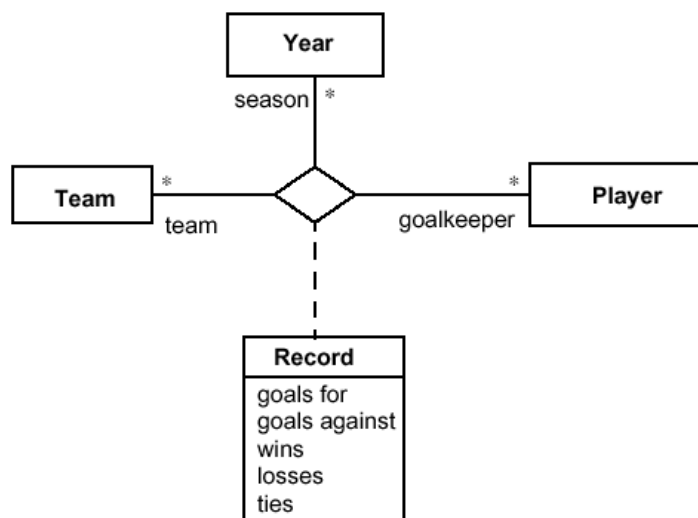 Year
season *
Team
*
team
*
goalkeeper
Player
Record
goals for
goals against
wins
losses
ties